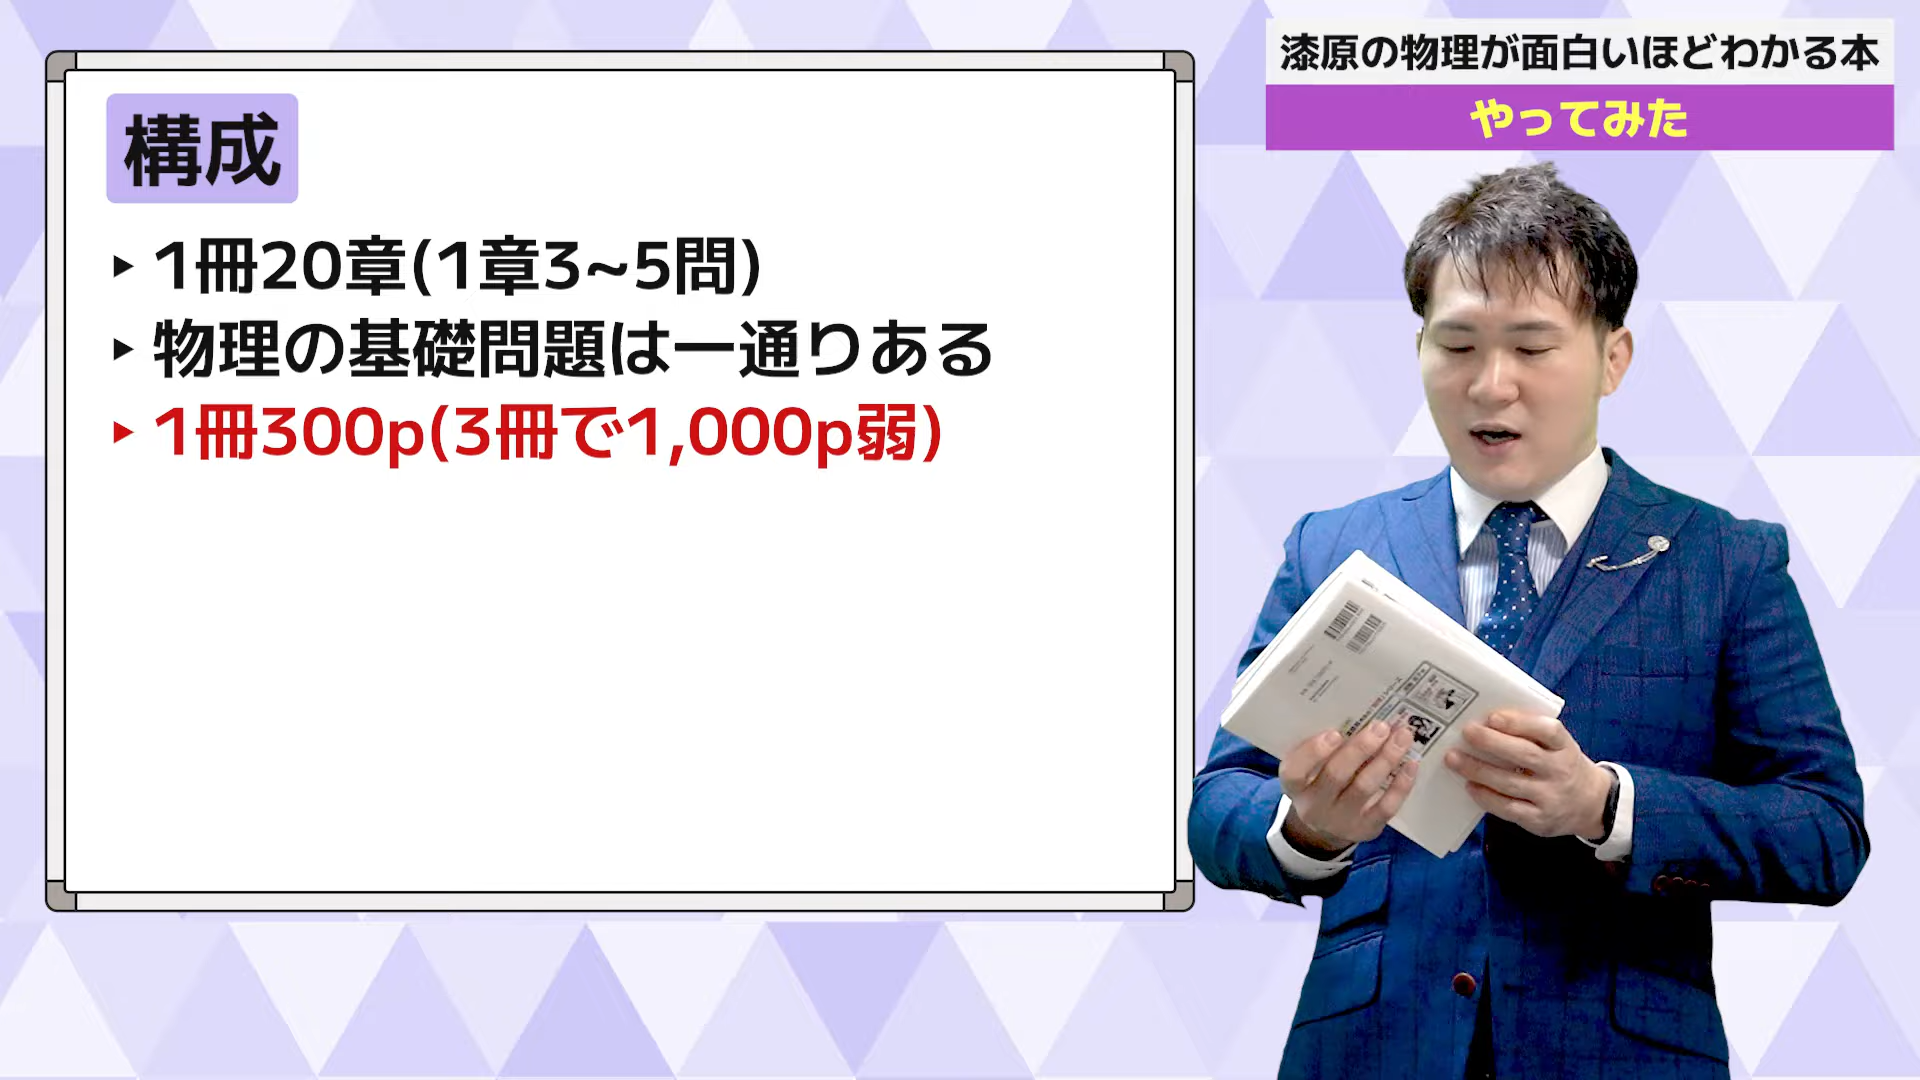 漆原の物理が面白いほどわかる本
やってみた
構成
▸ 1冊20章(1章3~5問)
▸ 物理の基礎問題は一通りある
▸ 1冊300p(3冊で1,000p弱)